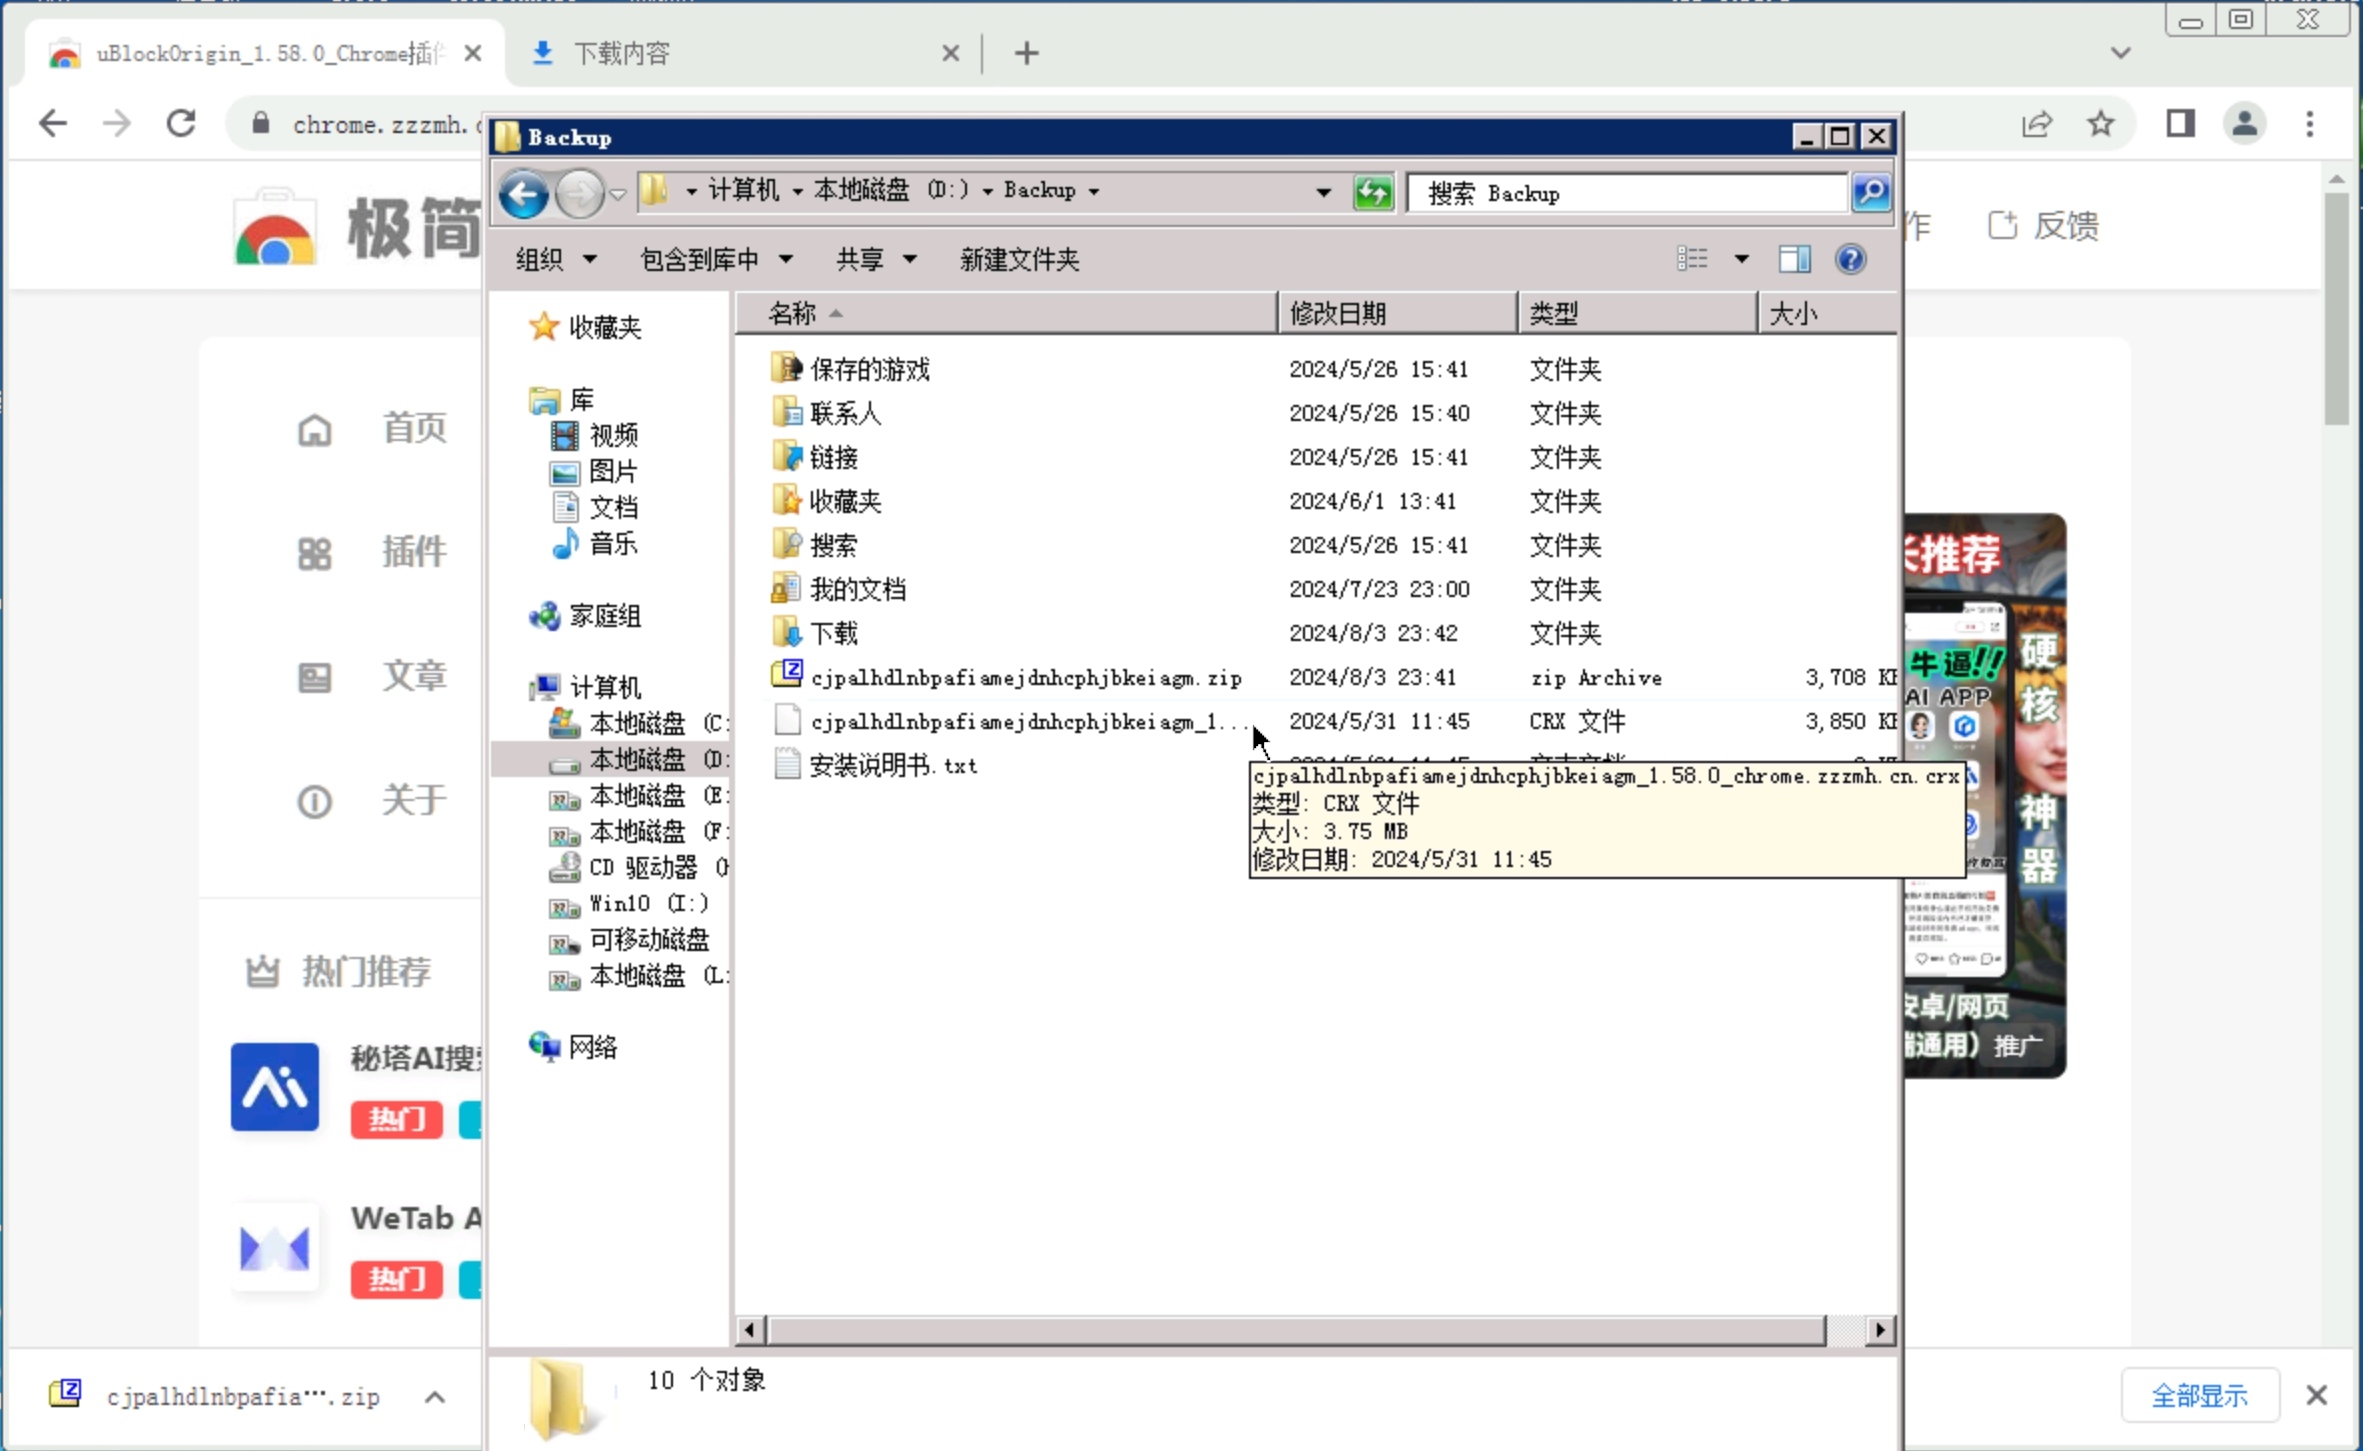 uBlockOrigin_1.58.0_Chrome插件
下载内容
chrome.zzzmh.c
Backup
计算机 本地磁盘 (D:) Backup
搜索 Backup
极简
作
反馈
组织 包含到库中 共享 新建文件夹
名称 修改日期 类型 大小
收藏夹
库
视频
图片
文档
音乐
家庭组
计算机
本地磁盘 (C:
本地磁盘 (D:
本地磁盘 (E:
本地磁盘 (F:
CD 驱动器 (H
Win10 (I:)
可移动磁盘
本地磁盘 (L:
网络
保存的游戏 2024/5/26 15:41 文件夹
联系人 2024/5/26 15:40 文件夹
链接 2024/5/26 15:41 文件夹
收藏夹 2024/6/1 13:41 文件夹
搜索 2024/5/26 15:41 文件夹
我的文档 2024/7/23 23:00 文件夹
下载 2024/8/3 23:42 文件夹
cjpalhdlnbpafiamejdnhcphjbkeiagm.zip 2024/8/3 23:41 zip Archive 3,708 KB
cjpalhdlnbpafiamejdnhcphjbkeiagm_1... 2024/5/31 11:45 CRX 文件 3,850 KB
安装说明书.txt
cjpalhdlnbpafiamejdnhcphjbkeiagm_1.58.0_chrome.zzzmh.cn.crx
类型: CRX 文件
大小: 3.75 MB
修改日期: 2024/5/31 11:45
首页
插件
文章
关于
热门推荐
秘塔AI搜索
热门
WeTab A
热门
长推荐
牛逼!!
AI APP
硬核神器
安卓/网页
端通用)
推广
10 个对象
cjpalhdlnbpafia….zip
全部显示